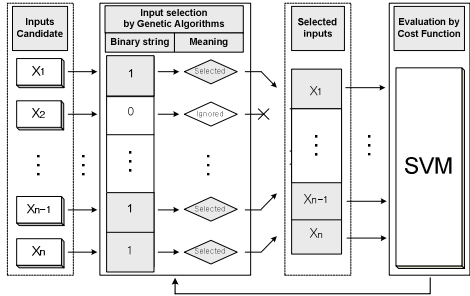 Inputs
Candidate
Input selection
by Genetic Algorithms
Binary string
Meaning
Selected
inputs
Evaluation by
Cost Function
X1
1
Selected
X1
X2
0
Ignored
SVM
Xn-1
1
Selected
Xn-1
Xn
1
Selected
Xn